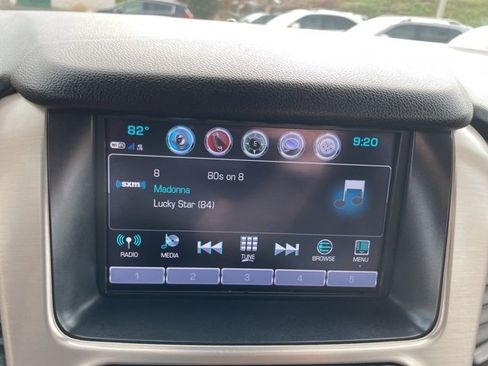 82° 9:20
E
8 80s on 8
((sxm))
Madonna
Lucky Star (84)
RADIO MEDIA TUNE BROWSE MENU
1 2 3 4 5